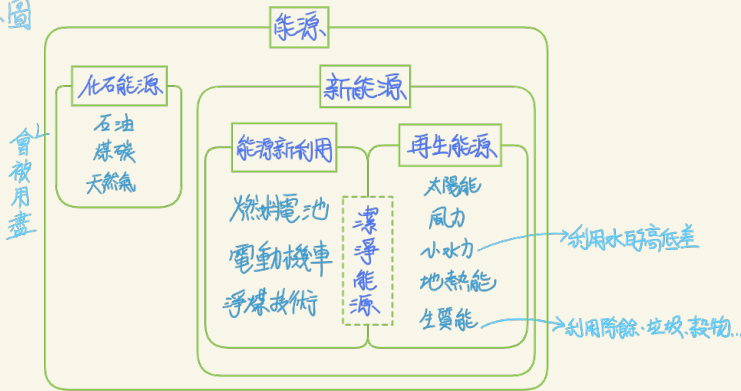 圖
能源
化石能源
石油
煤碳
天然氣
會被用盡
新能源
能源新利用
燃料電池
電動機車
淨煤技術
潔淨能源
再生能源
太陽能
風力
小水力
地熱能
生質能
利用水的高低差
利用廚餘、垃圾、穀物...